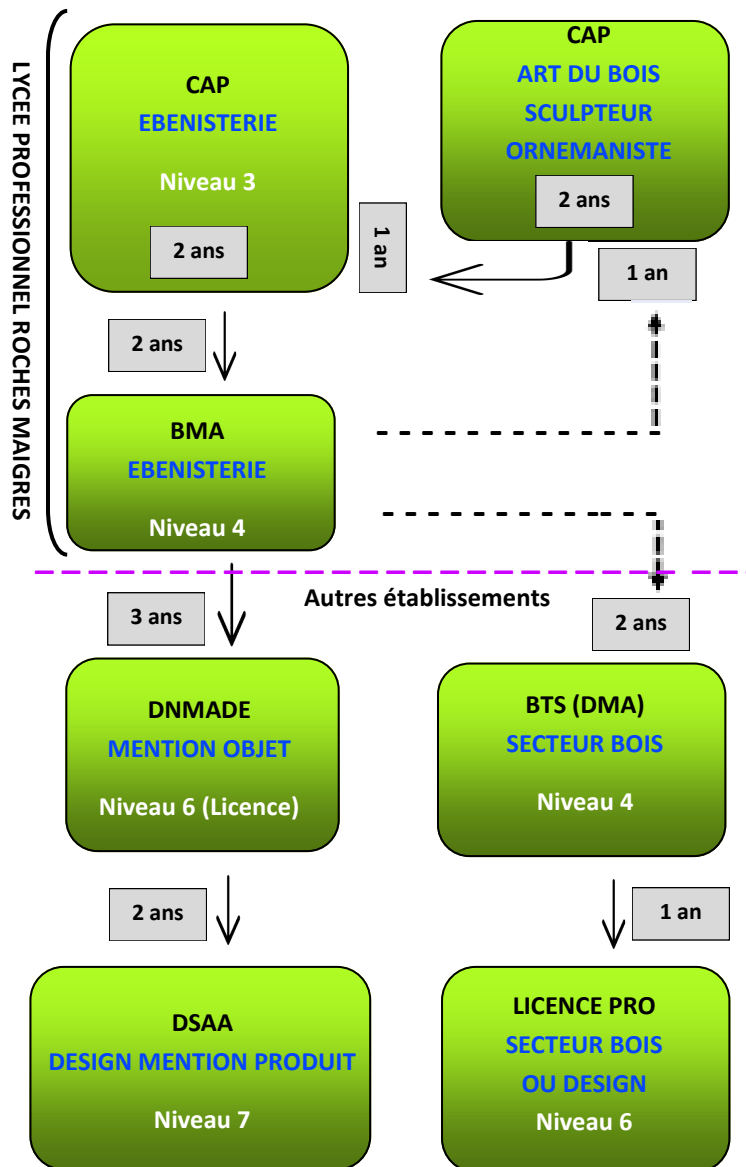 LYCEE PROFESSIONNEL ROCHES MAIGRES
CAP
EBENISTERIE
Niveau 3
2 ans
CAP
ART DU BOIS
SCULPTEUR
ORNEMANISTE
2 ans
1 an
1 an
2 ans
BMA
EBENISTERIE
Niveau 4
Autres établissements
3 ans
2 ans
DNMADE
MENTION OBJET
Niveau 6 (Licence)
BTS (DMA)
SECTEUR BOIS
Niveau 4
2 ans
1 an
DSAA
DESIGN MENTION PRODUIT
Niveau 7
LICENCE PRO
SECTEUR BOIS
OU DESIGN
Niveau 6